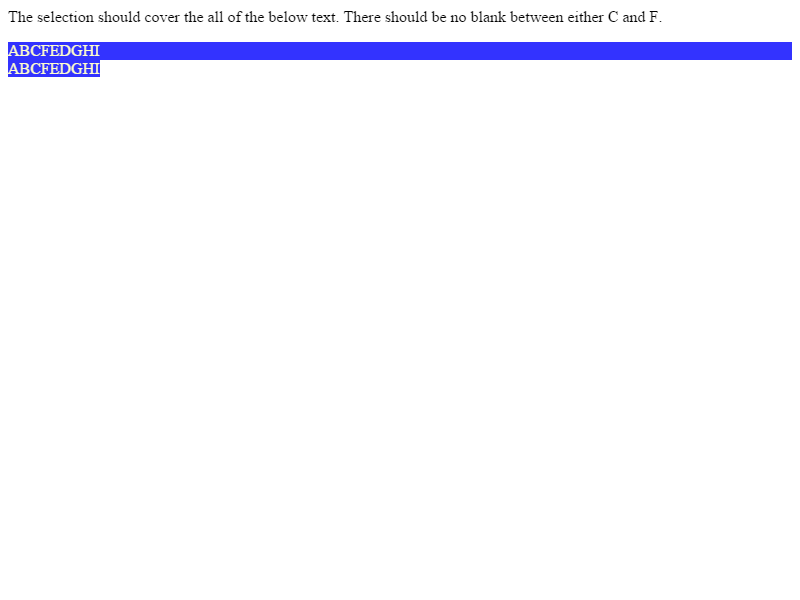 The selection should cover the all of the below text. There should be no blank between either C and F.
ABCFEDGHI
ABCFEDGHI